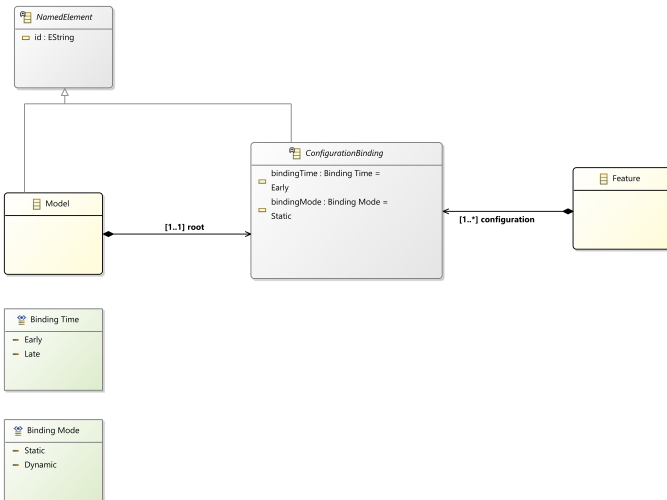 NamedElement
id : EString
ConfigurationBinding
bindingTime : Binding Time =
Early
bindingMode : Binding Mode =
Static
Feature
Model
[1..1] root
[1..*] configuration
Binding Time
Early
Late
Binding Mode
Static
Dynamic